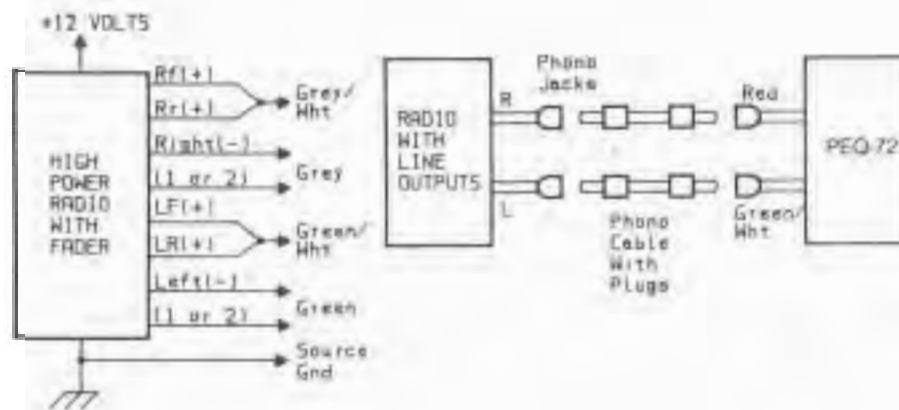 +12 VOLTS
HIGH
POWER
RADIO
WITH
FADER
Rf(+)
Rr(+)
Grey/
Wht
Right(-)
(1 or 2)
Grey
LF(+)
LR(+)
Green/
Wht
Left(-)
(1 or 2)
Green
Source
Gnd
RADIO
WITH
LINE
OUTPUTS
R
L
Phono
Jacks
Phono
Cable
With
Plugs
Red
Green/
Wht
PEQ-72